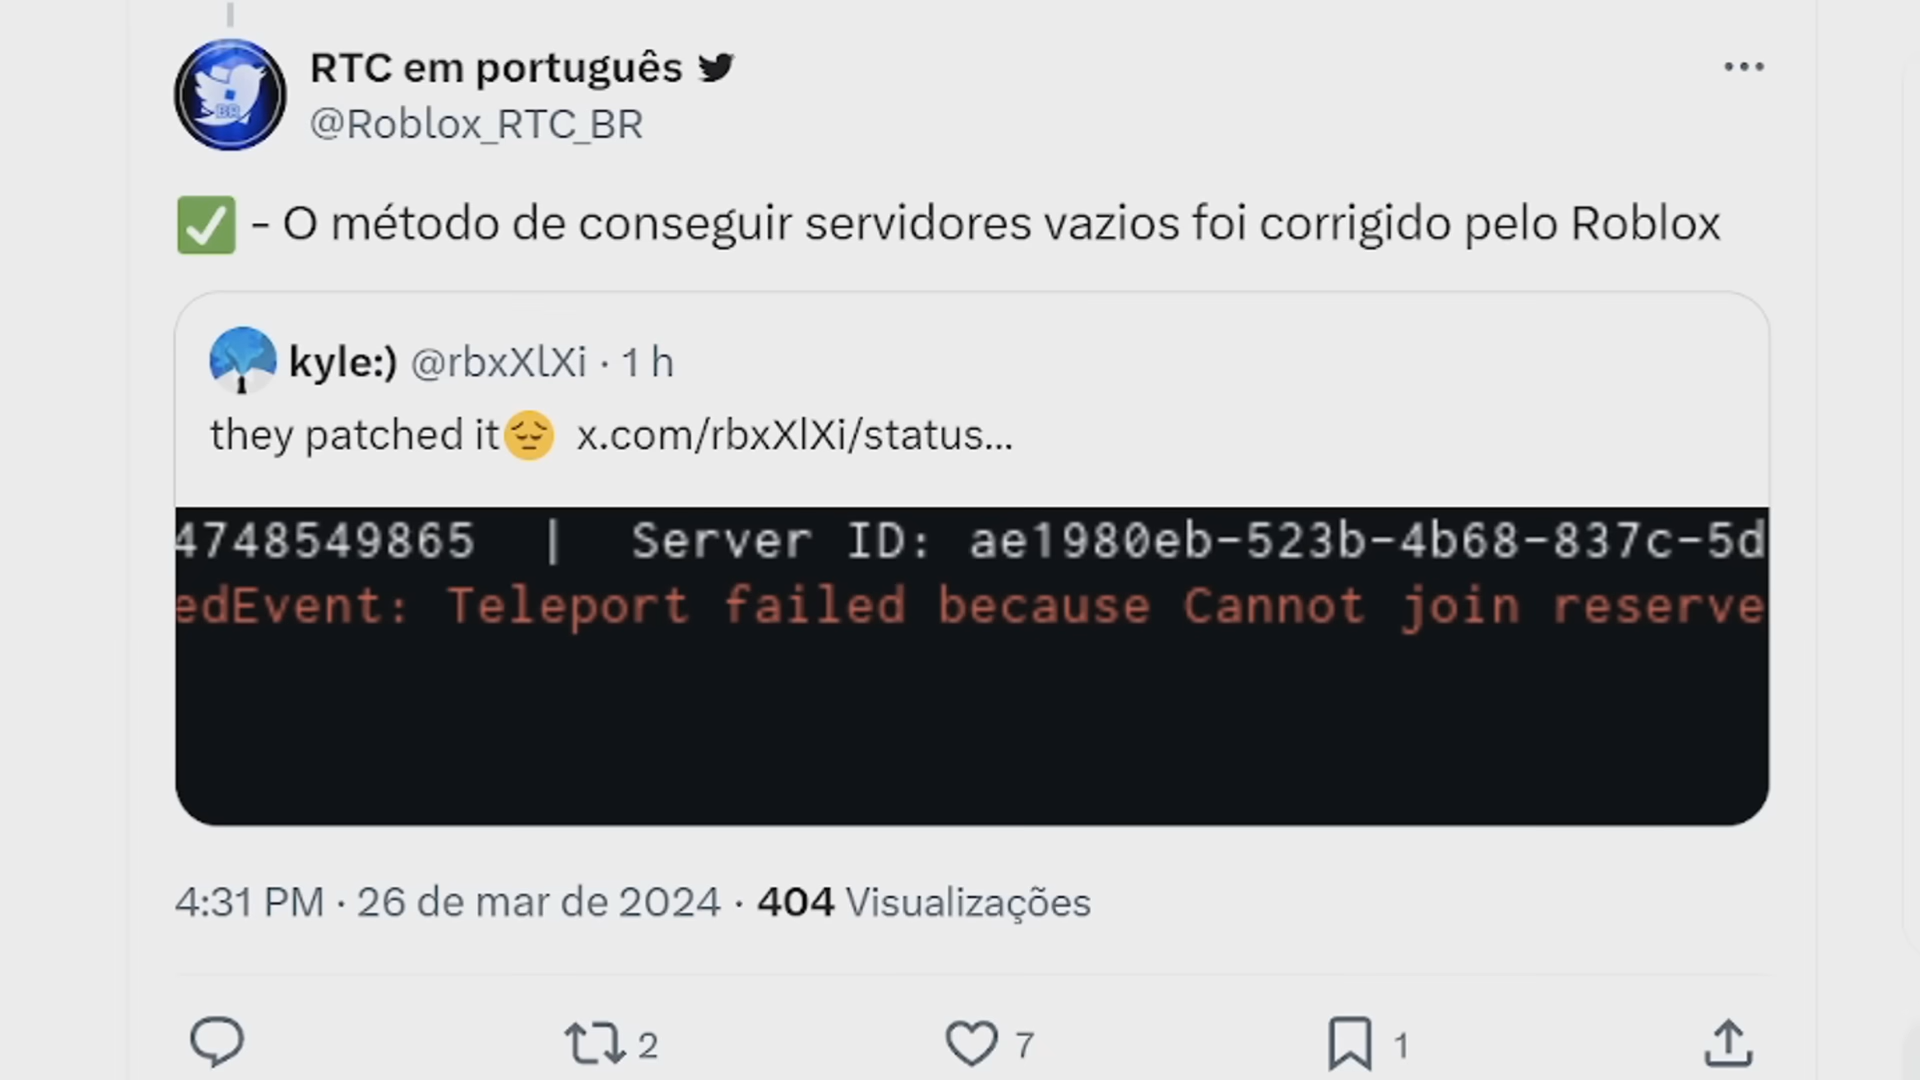 RTC em português
@Roblox_RTC_BR
✅ - O método de conseguir servidores vazios foi corrigido pelo Roblox
kyle:) @rbxXlXi · 1 h
they patched it😔 x.com/rbxXlXi/status...
4748549865 | Server ID: ae1980eb-523b-4b68-837c-5d
edEvent: Teleport failed because Cannot join reserve
4:31 PM · 26 de mar de 2024 · 404 Visualizações
2 7 1
BR